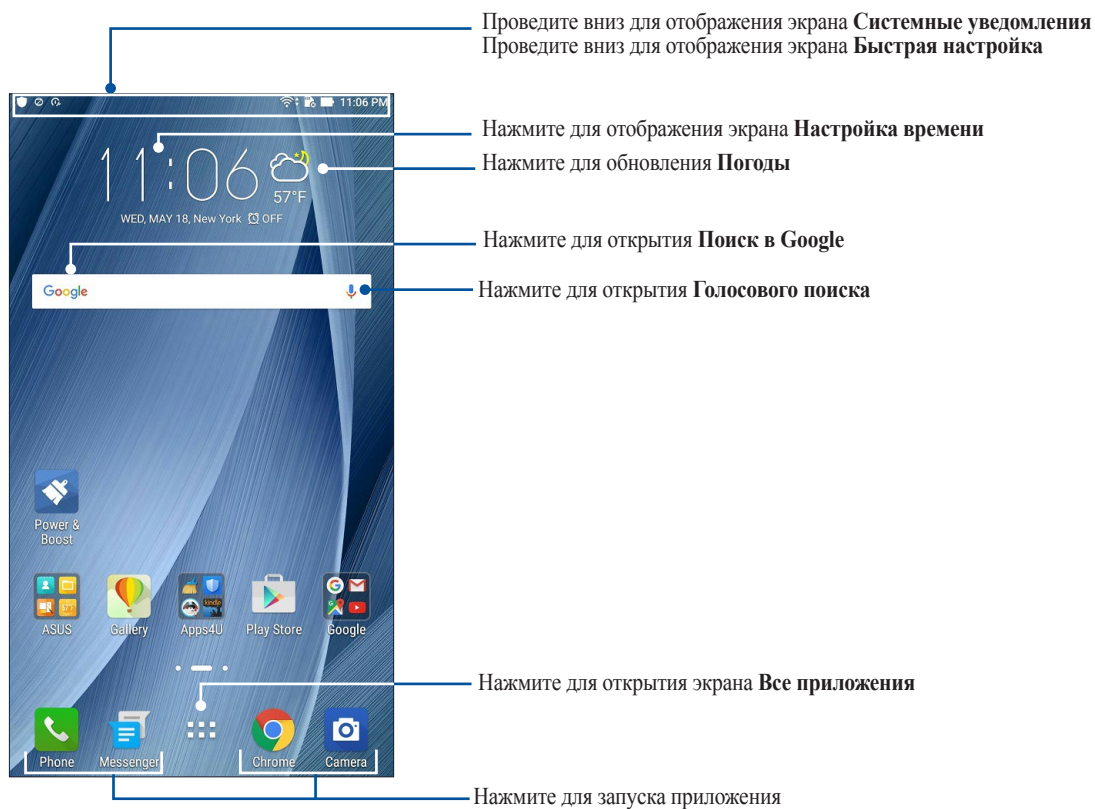 Проведите вниз для отображения экрана Системные уведомления
Проведите вниз для отображения экрана Быстрая настройка
11:06 PM
Нажмите для отображения экрана Настройка времени
11:06
Нажмите для обновления Погоды
57°F
WED, MAY 18, New York OFF
Нажмите для открытия Поиск в Google
Google
Нажмите для открытия Голосового поиска
Power &
Boost
kindle
ASUS Gallery Apps4U Play Store Google
Нажмите для открытия экрана Все приложения
Phone Messenger Chrome Camera
Нажмите для запуска приложения